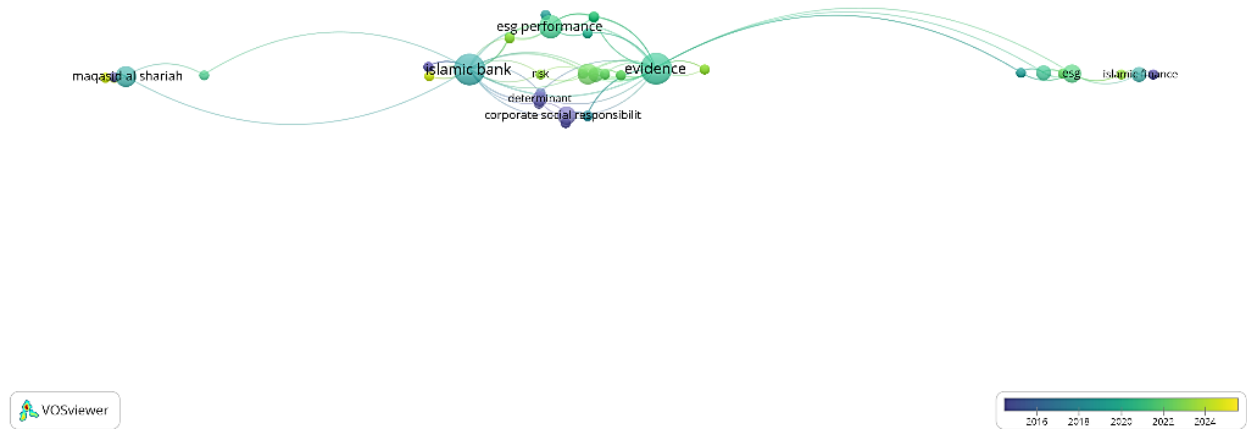 esg performance
maqasid al shariah
islamic bank
risk
evidence
esg
islamic finance
determinant
corporate social responsibilit
VOSviewer
2016 2018 2020 2022 2024